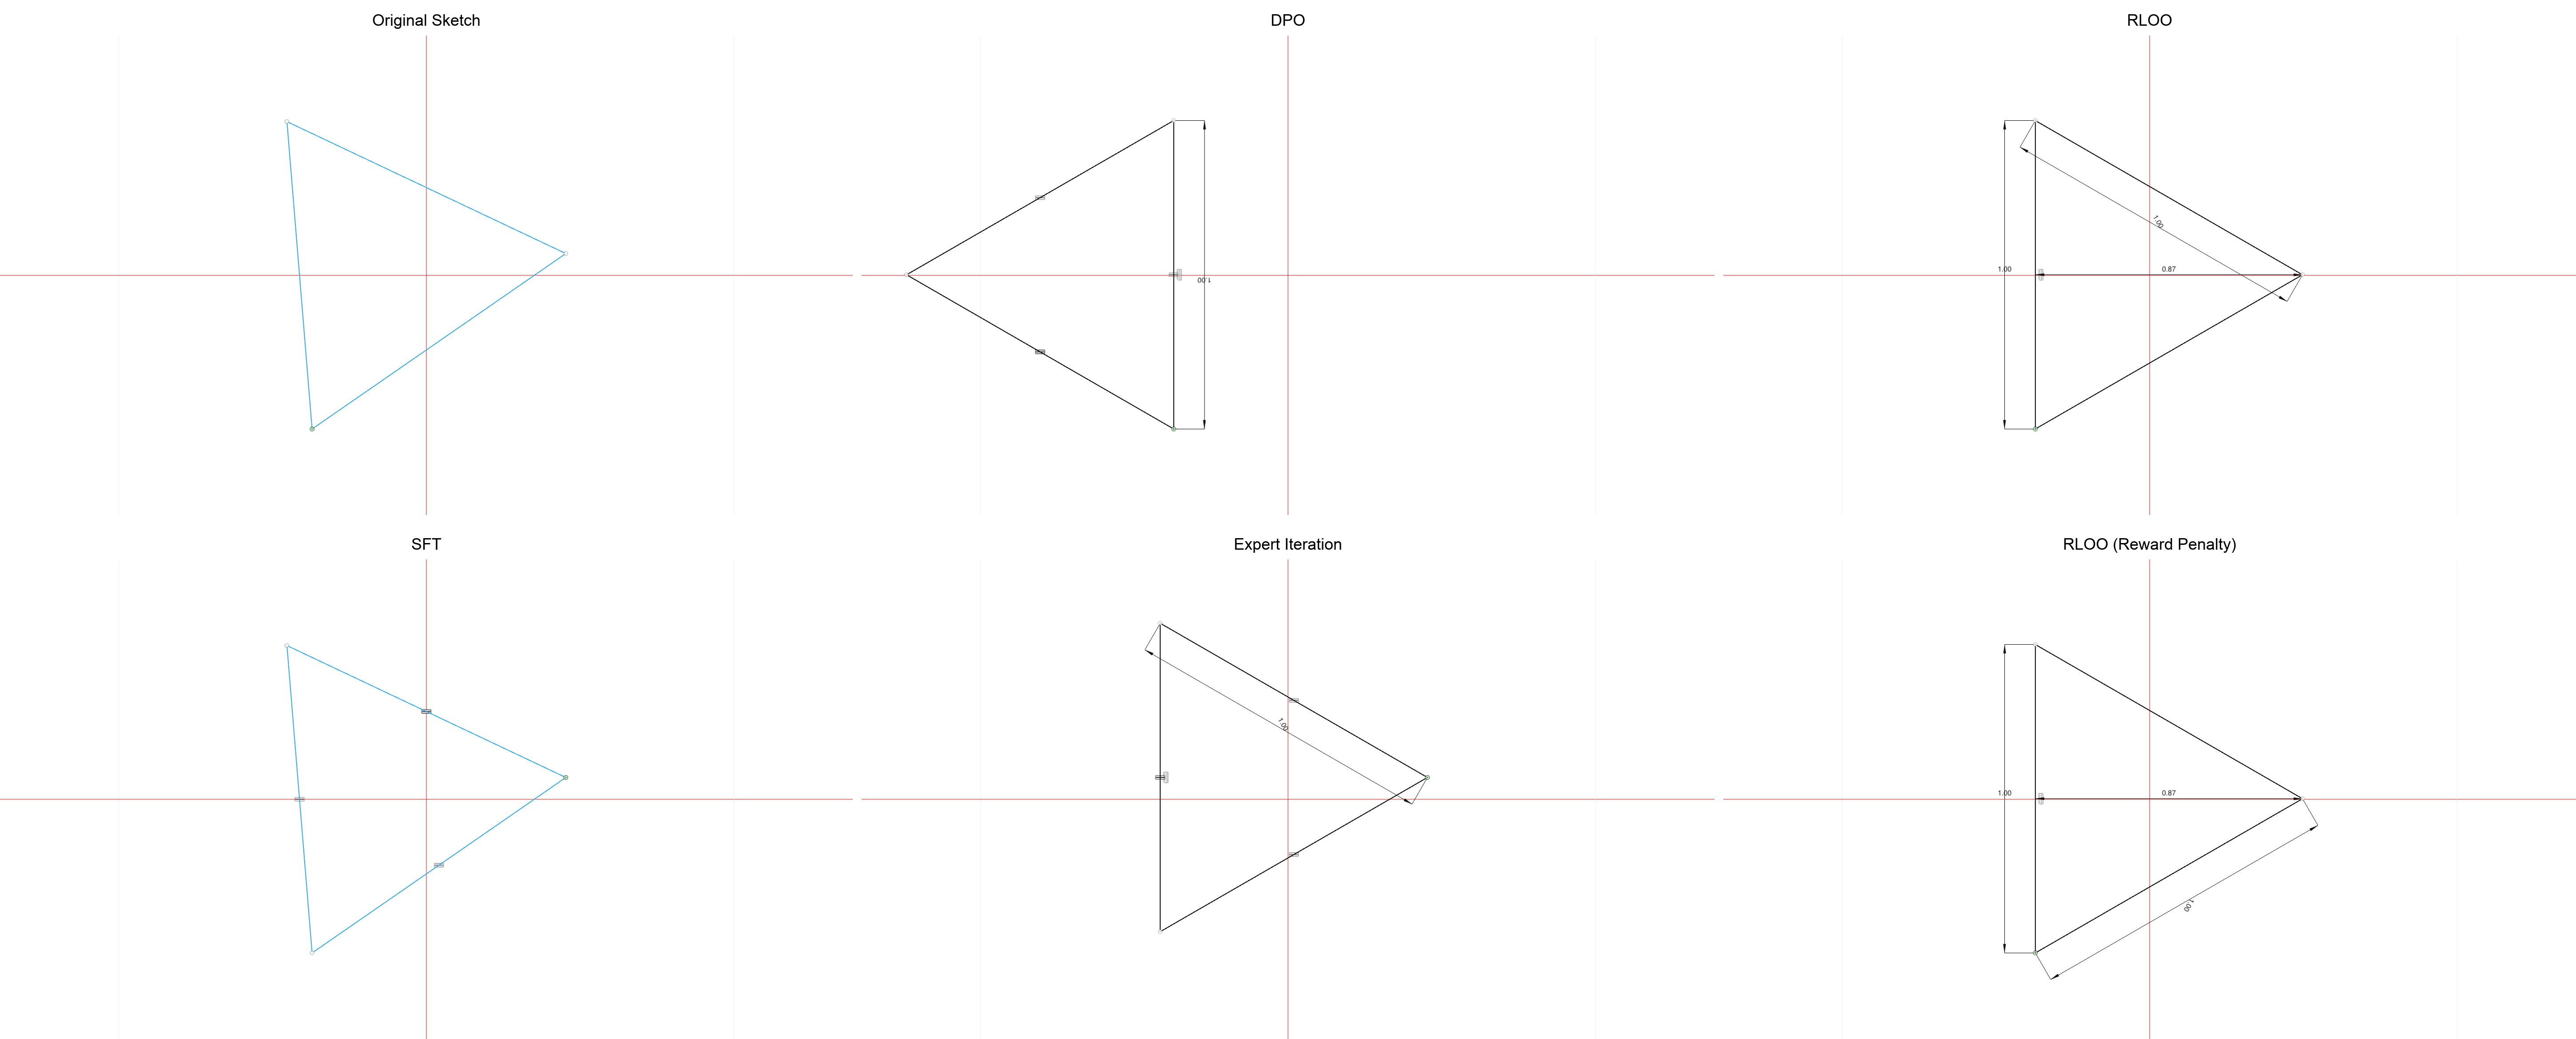 Original Sketch
DPO
RLOO
1.00
1.00
1.00
0.87
SFT
Expert Iteration
RLOO (Reward Penalty)
1.00
1.00
0.87
1.00